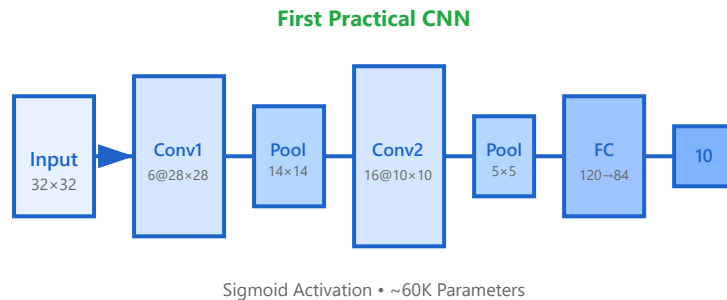 First Practical CNN
Input
32×32
Conv1
6@28×28
Pool
14×14
Conv2
16@10×10
Pool
5×5
FC
120→84
10
Sigmoid Activation • ~60K Parameters